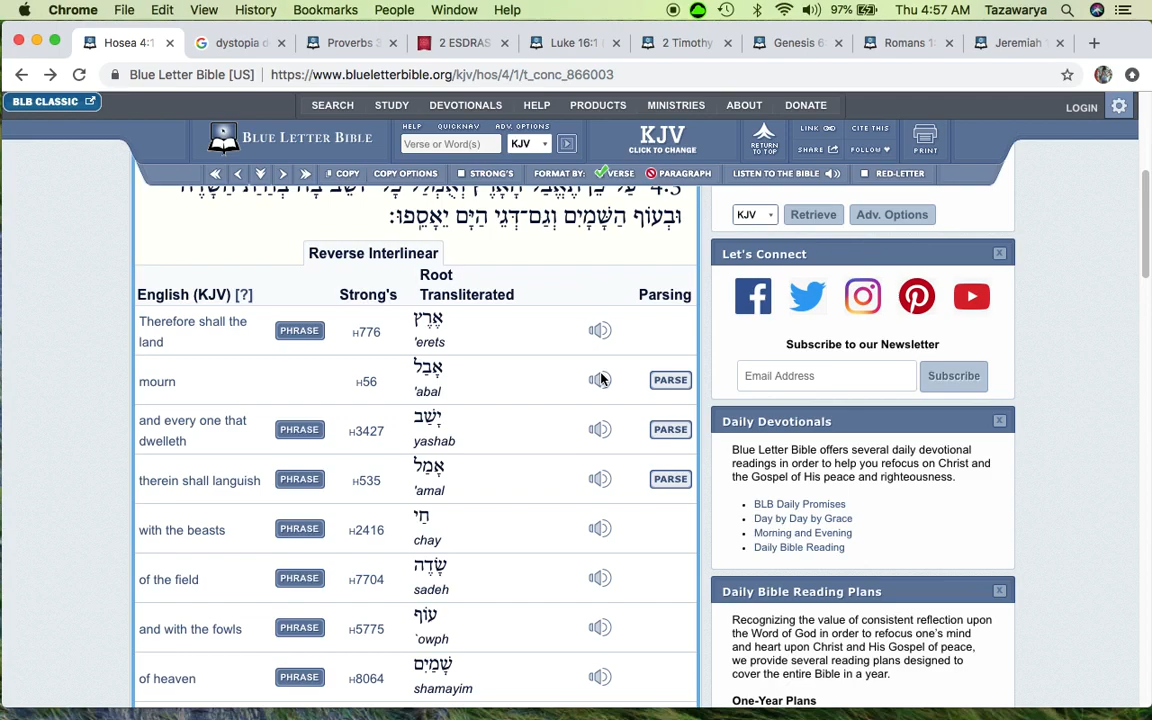 Chrome File Edit View History Bookmarks People Window Help 97% Thu 4:57 AM Tazawarya
Hosea 4:1 dystopia d Proverbs 3 2 ESDRAS Luke 16:1 2 Timothy Genesis 6: Romans 1: Jeremiah
Blue Letter Bible [US] https://www.blueletterbible.org/kjv/hos/4/1/t_conc_866003
BLB CLASSIC
SEARCH STUDY DEVOTIONALS HELP PRODUCTS MINISTRIES ABOUT DONATE LOGIN
BLUE LETTER BIBLE
HELP QUICKNAV ADV. OPTIONS
Verse or Word(s) KJV
KJV
CLICK TO CHANGE
RETURN TO TOP
LINK CITE THIS
SHARE FOLLOW
PRINT
COPY COPY OPTIONS STRONG'S FORMAT BY: VERSE PARAGRAPH LISTEN TO THE BIBLE RED-LETTER
4:3 עַל כֵּן תֶּאֱבַל הָאָרֶץ וְאֻמְלַל כָּל יוֹשֵׁב בָּהּ בְּחַיַּת הַשָּׂדֶה
וּבְעוֹף הַשָּׁמָיִם וְגַם־דְּגֵי הַיָּם יֵאָסֵפוּ׃
Reverse Interlinear
English (KJV) [?] Strong's Root Transliterated Parsing
Therefore shall the land PHRASE H776 אֶרֶץ
'erets
mourn H56 אָבַל PARSE
'abal
and every one that dwelleth PHRASE H3427 יָשַׁב PARSE
yashab
therein shall languish PHRASE H535 אָמַל PARSE
'amal
with the beasts PHRASE H2416 חַי
chay
of the field PHRASE H7704 שָׂדֶה
sadeh
and with the fowls PHRASE H5775 עוֹף
`owph
of heaven PHRASE H8064 שָׁמַיִם
shamayim
KJV Retrieve Adv. Options
Let's Connect
Subscribe to our Newsletter
Email Address Subscribe
Daily Devotionals
BLB Blue Letter Bible offers several daily devotional
readings in order to help you refocus on Christ and
the Gospel of His peace and righteousness.
BLB Daily Promises
Day by Day by Grace
Morning and Evening
Daily Bible Reading
Daily Bible Reading Plans
Recognizing the value of consistent reflection upon
the Word of God in order to refocus one's mind
and heart upon Christ and His Gospel of peace,
we provide several reading plans designed to
cover the entire Bible in a year.
One-Year Plans